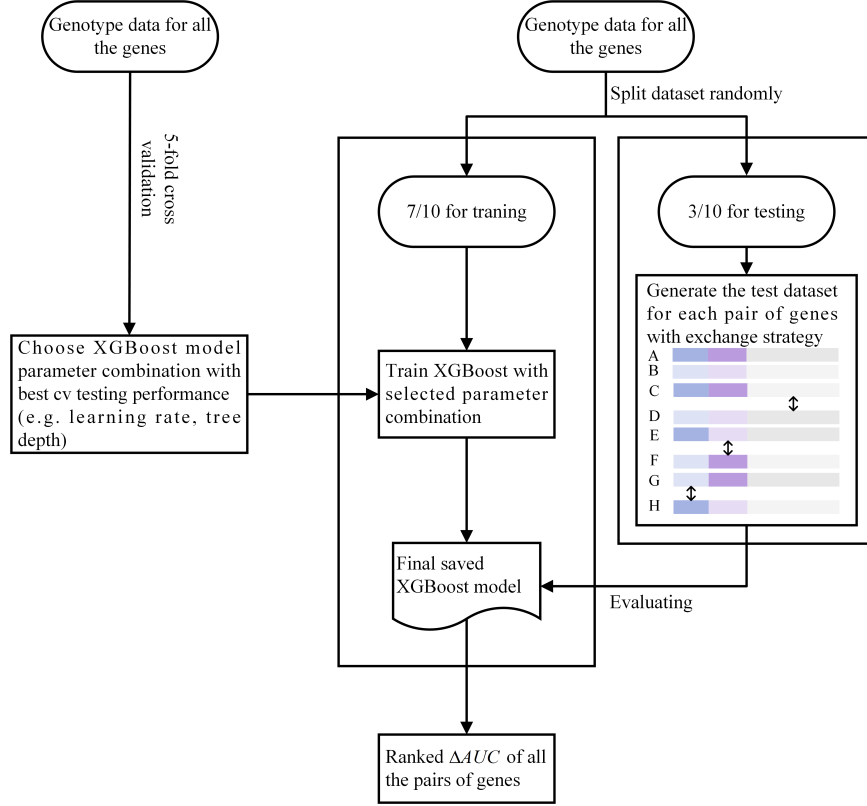 Genotype data for all
the genes
Genotype data for all
the genes
Split dataset randomly
5-fold cross
validation
7/10 for traning
3/10 for testing
Generate the test dataset
for each pair of genes
with exchange strategy
A
B
C
D
E
F
G
H
Choose XGBoost model
parameter combination with
best cv testing performance
(e.g. learning rate, tree
depth)
Train XGBoost with
selected parameter
combination
Final saved
XGBoost model
Evaluating
Ranked ΔAUC of all
the pairs of genes